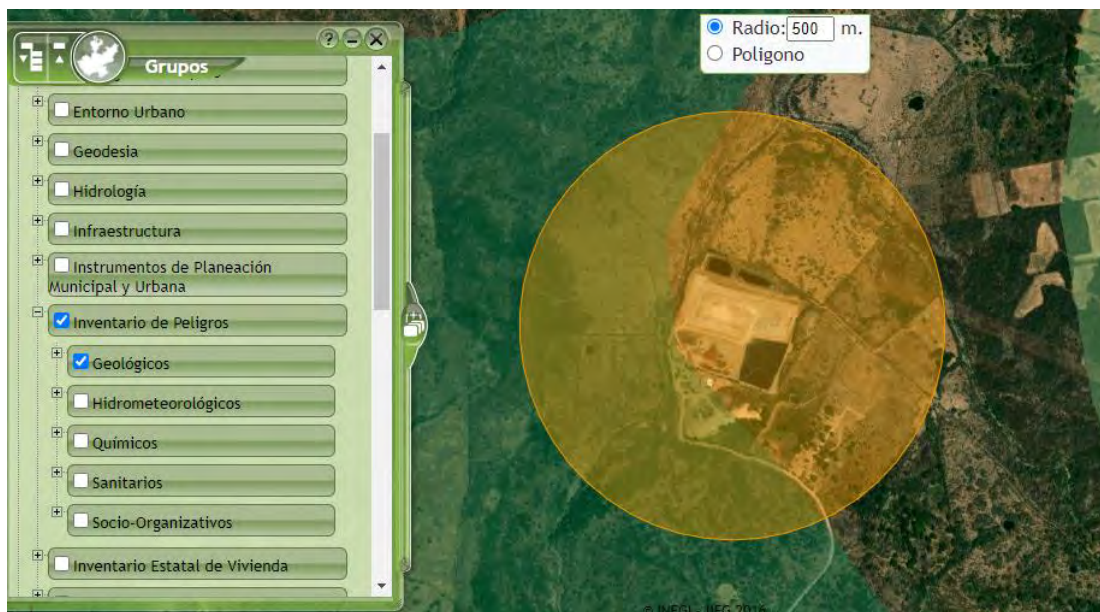 Radio: 500 m.
Poligono
? − X
Grupos
Entorno Urbano
Geodesia
Hidrología
Infraestructura
Instrumentos de Planeación
Municipal y Urbana
Inventario de Peligros
Geológicos
Hidrometeorológicos
Químicos
Sanitarios
Socio-Organizativos
Inventario Estatal de Vivienda